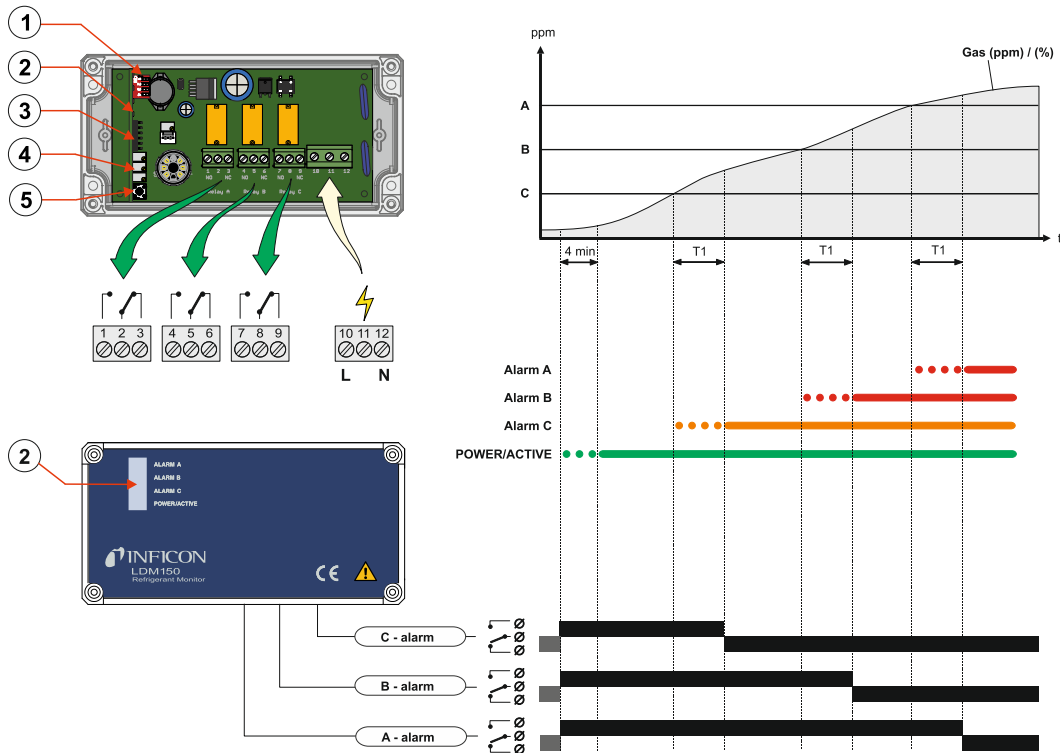 1
2
3
4
5
1 2 3 4 5 6 7 8 9 10 11 12
NO NC NO NC NO NC
Relay A Relay B Relay C
1 2 3
4 5 6
7 8 9
10 11 12
L N
ppm
Gas (ppm) / (%)
A
B
C
t
4 min
T1
T1
T1
Alarm A
Alarm B
Alarm C
POWER/ACTIVE
2
ALARM A
ALARM B
ALARM C
POWER/ACTIVE
INFICON
LDM150
Refrigerant Monitor
CE
!
C - alarm
B - alarm
A - alarm